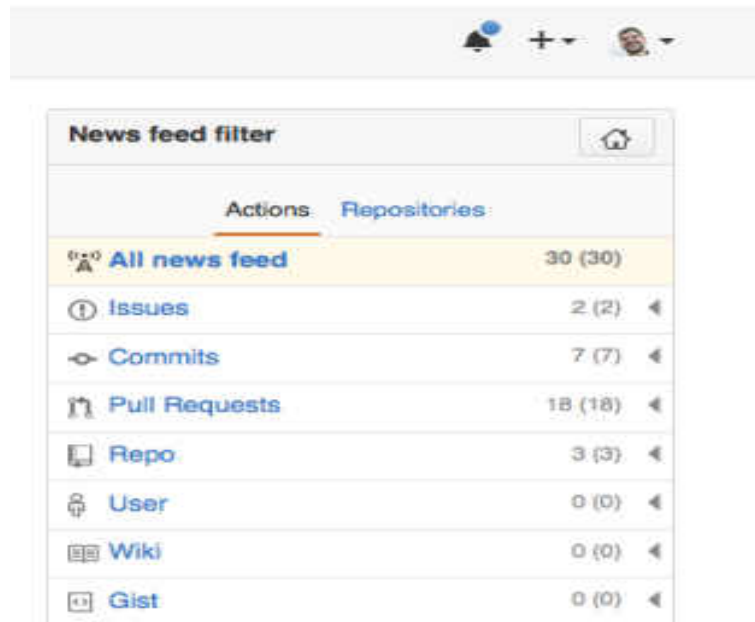 News feed filter
Actions Repositories
All news feed 30 (30)
Issues 2 (2)
Commits 7 (7)
Pull Requests 18 (18)
Repo 3 (3)
User 0 (0)
Wiki 0 (0)
Gist 0 (0)